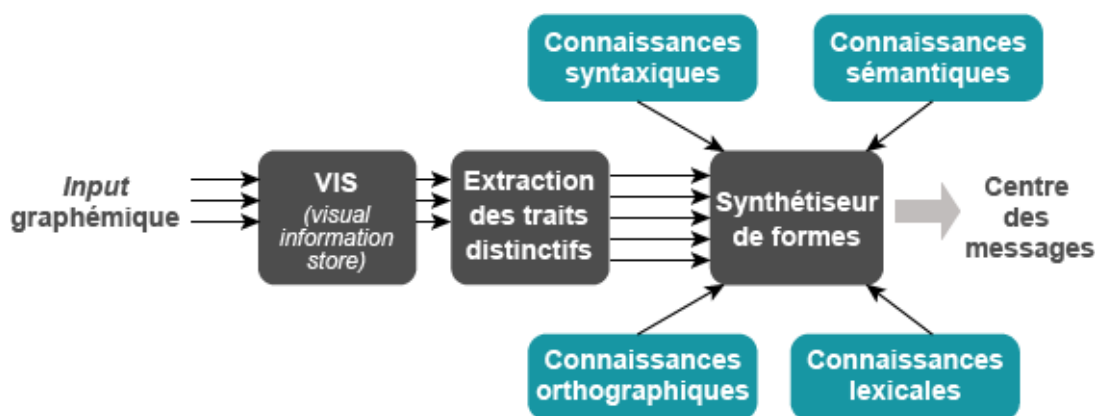 Connaissances
syntaxiques
Connaissances
sémantiques
Input
graphémique
VIS
(visual
information
store)
Extraction
des traits
distinctifs
Synthétiseur
de formes
Centre
des
messages
Connaissances
orthographiques
Connaissances
lexicales